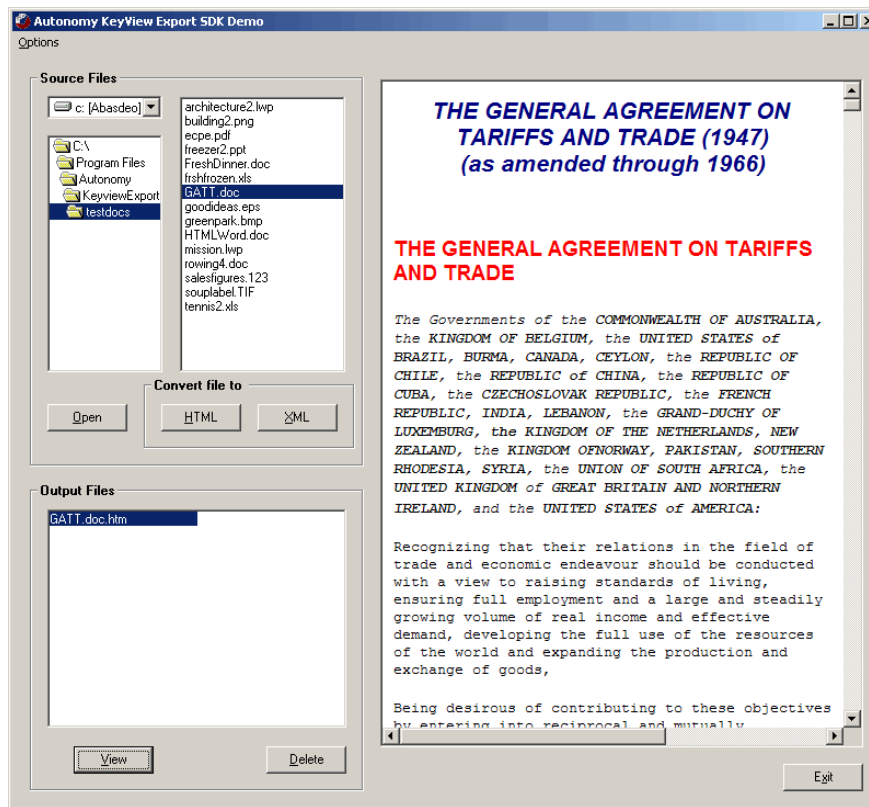 Autonomy KeyView Export SDK Demo
Options
Source Files
c: [Abasdeo]
C:\
Program Files
Autonomy
KeyviewExport
testdocs
architecture2.lwp
building2.png
ecpe.pdf
freezer2.ppt
FreshDinner.doc
frshfrozen.xls
GATT.doc
goodideas.eps
greenpark.bmp
HTMLWord.doc
mission.lwp
rowing4.doc
salesfigures.123
souplabel.TIF
tennis2.xls
Convert file to
Open
HTML
XML
Output Files
GATT.doc.htm
View
Delete
THE GENERAL AGREEMENT ON
TARIFFS AND TRADE (1947)
(as amended through 1966)
THE GENERAL AGREEMENT ON TARIFFS
AND TRADE
The Governments of the COMMONWEALTH OF AUSTRALIA,
the KINGDOM OF BELGIUM, the UNITED STATES of
BRAZIL, BURMA, CANADA, CEYLON, the REPUBLIC OF
CHILE, the REPUBLIC of CHINA, the REPUBLIC OF
CUBA, the CZECHOSLOVAK REPUBLIC, the FRENCH
REPUBLIC, INDIA, LEBANON, the GRAND-DUCHY OF
LUXEMBURG, the KINGDOM OF THE NETHERLANDS, NEW
ZEALAND, the KINGDOM OFNORWAY, PAKISTAN, SOUTHERN
RHODESIA, SYRIA, the UNION OF SOUTH AFRICA, the
UNITED KINGDOM of GREAT BRITAIN AND NORTHERN
IRELAND, and the UNITED STATES of AMERICA:
Recognizing that their relations in the field of
trade and economic endeavour should be conducted
with a view to raising standards of living,
ensuring full employment and a large and steadily
growing volume of real income and effective
demand, developing the full use of the resources
of the world and expanding the production and
exchange of goods,
Being desirous of contributing to these objectives
by entering into reciprocal and mutually
Exit